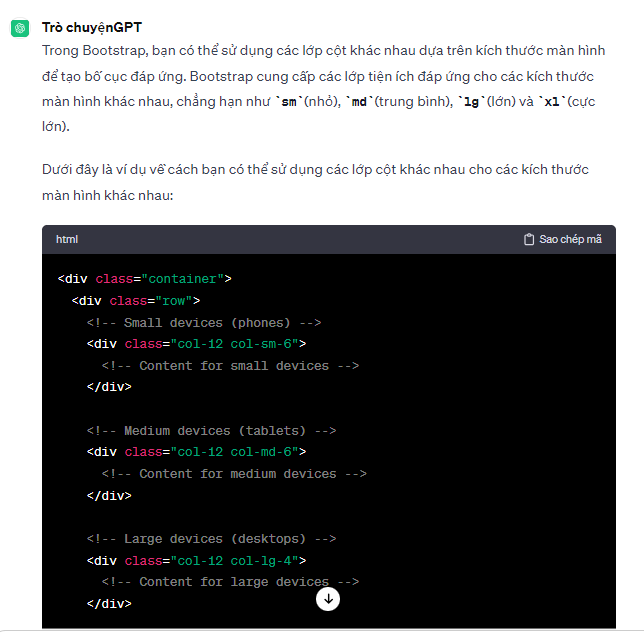 Trò chuyệnGPT
Trong Bootstrap, bạn có thể sử dụng các lớp cột khác nhau dựa trên kích thước màn hình
để tạo bố cục đáp ứng. Bootstrap cung cấp các lớp tiện ích đáp ứng cho các kích thước
màn hình khác nhau, chẳng hạn như `sm`(nhỏ), `md`(trung bình), `lg`(lớn) và `xl`(cực
lớn).
Dưới đây là ví dụ về cách bạn có thể sử dụng các lớp cột khác nhau cho các kích thước
màn hình khác nhau:
html Sao chép mã
<div class="container">
  <div class="row">
    <!-- Small devices (phones) -->
    <div class="col-12 col-sm-6">
      <!-- Content for small devices -->
    </div>
    <!-- Medium devices (tablets) -->
    <div class="col-12 col-md-6">
      <!-- Content for medium devices -->
    </div>
    <!-- Large devices (desktops) -->
    <div class="col-12 col-lg-4">
      <!-- Content for large devices -->
    </div>